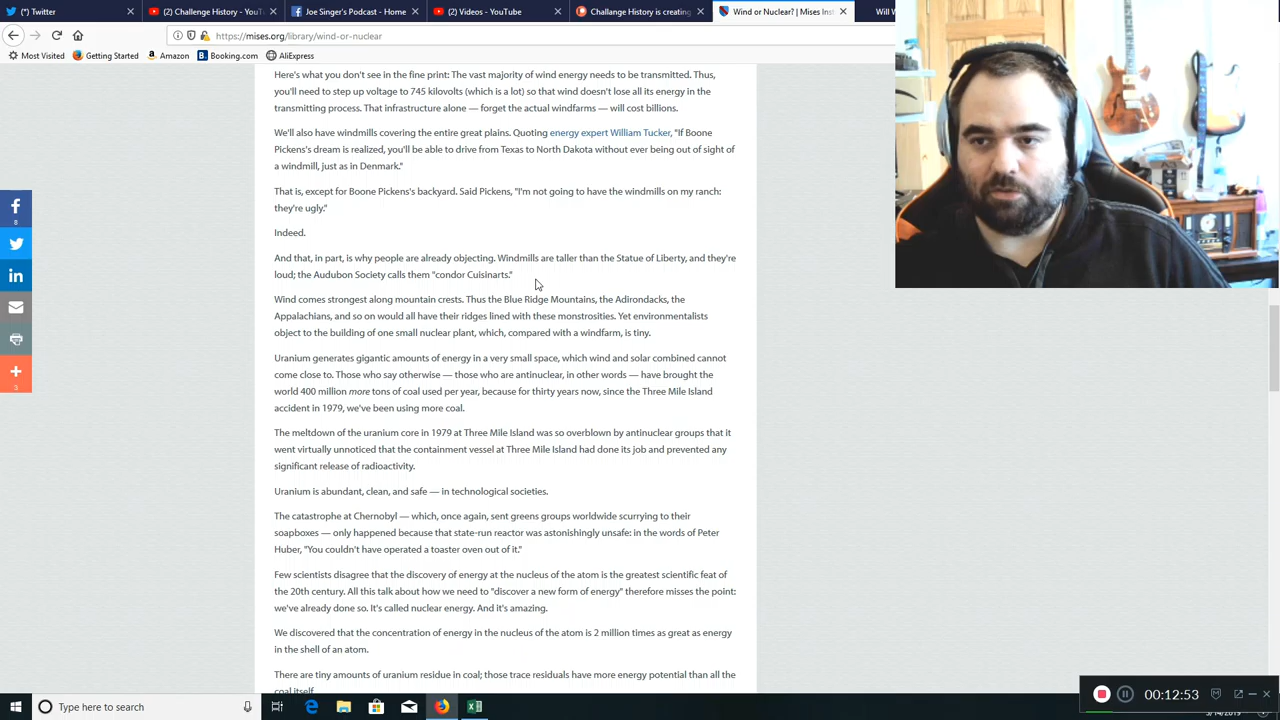 (*) Twitter
(2) Challange History - YouTu
Joe Singer's Podcast - Home
(2) Videos - YouTube
Challange History is creating
Wind or Nuclear? | Mises Inst
Will W
https://mises.org/library/wind-or-nuclear
Most Visited
Getting Started
Amazon
Booking.com
AliExpress
Here's what you don't see in the fine print: The vast majority of wind energy needs to be transmitted. Thus,
you'll need to step up voltage to 745 kilovolts (which is a lot) so that wind doesn't lose all its energy in the
transmitting process. That infrastructure alone — forget the actual windfarms — will cost billions.
We'll also have windmills covering the entire great plains. Quoting energy expert William Tucker, "If Boone
Pickens's dream is realized, you'll be able to drive from Texas to North Dakota without ever being out of sight of
a windmill, just as in Denmark."
That is, except for Boone Pickens's backyard. Said Pickens, "I'm not going to have the windmills on my ranch:
they're ugly."
Indeed.
And that, in part, is why people are already objecting. Windmills are taller than the Statue of Liberty, and they're
loud; the Audubon Society calls them "condor Cuisinarts."
Wind comes strongest along mountain crests. Thus the Blue Ridge Mountains, the Adirondacks, the
Appalachians, and so on would all have their ridges lined with these monstrosities. Yet environmentalists
object to the building of one small nuclear plant, which, compared with a windfarm, is tiny.
Uranium generates gigantic amounts of energy in a very small space, which wind and solar combined cannot
come close to. Those who say otherwise — those who are antinuclear, in other words — have brought the
world 400 million more tons of coal used per year, because for thirty years now, since the Three Mile Island
accident in 1979, we've been using more coal.
The meltdown of the uranium core in 1979 at Three Mile Island was so overblown by antinuclear groups that it
went virtually unnoticed that the containment vessel at Three Mile Island had done its job and prevented any
significant release of radioactivity.
Uranium is abundant, clean, and safe — in technological societies.
The catastrophe at Chernobyl — which, once again, sent greens groups worldwide scurrying to their
soapboxes — only happened because that state-run reactor was astonishingly unsafe: in the words of Peter
Huber, "You couldn't have operated a toaster oven out of it."
Few scientists disagree that the discovery of energy at the nucleus of the atom is the greatest scientific feat of
the 20th century. All this talk about how we need to "discover a new form of energy" therefore misses the point:
we've already done so. It's called nuclear energy. And it's amazing.
We discovered that the concentration of energy in the nucleus of the atom is 2 million times as great as energy
in the shell of an atom.
There are tiny amounts of uranium residue in coal; those trace residuals have more energy potential than all the
coal itself.
8
3
Type here to search
00:12:53